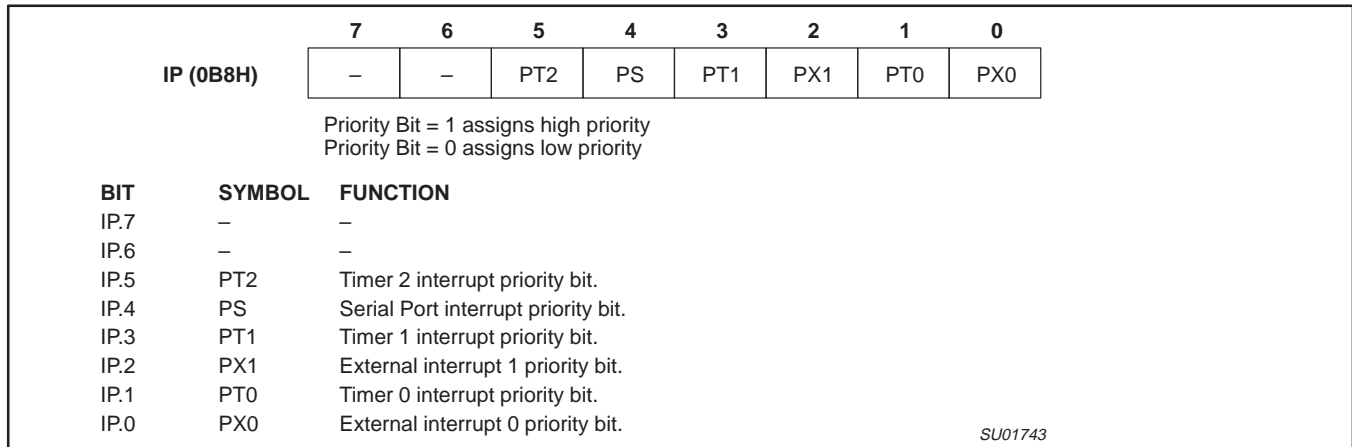 7 6 5 4 3 2 1 0
IP (0B8H) – – PT2 PS PT1 PX1 PT0 PX0
Priority Bit = 1 assigns high priority
Priority Bit = 0 assigns low priority
BIT SYMBOL FUNCTION
IP.7 – –
IP.6 – –
IP.5 PT2 Timer 2 interrupt priority bit.
IP.4 PS Serial Port interrupt priority bit.
IP.3 PT1 Timer 1 interrupt priority bit.
IP.2 PX1 External interrupt 1 priority bit.
IP.1 PT0 Timer 0 interrupt priority bit.
IP.0 PX0 External interrupt 0 priority bit.
SU01743